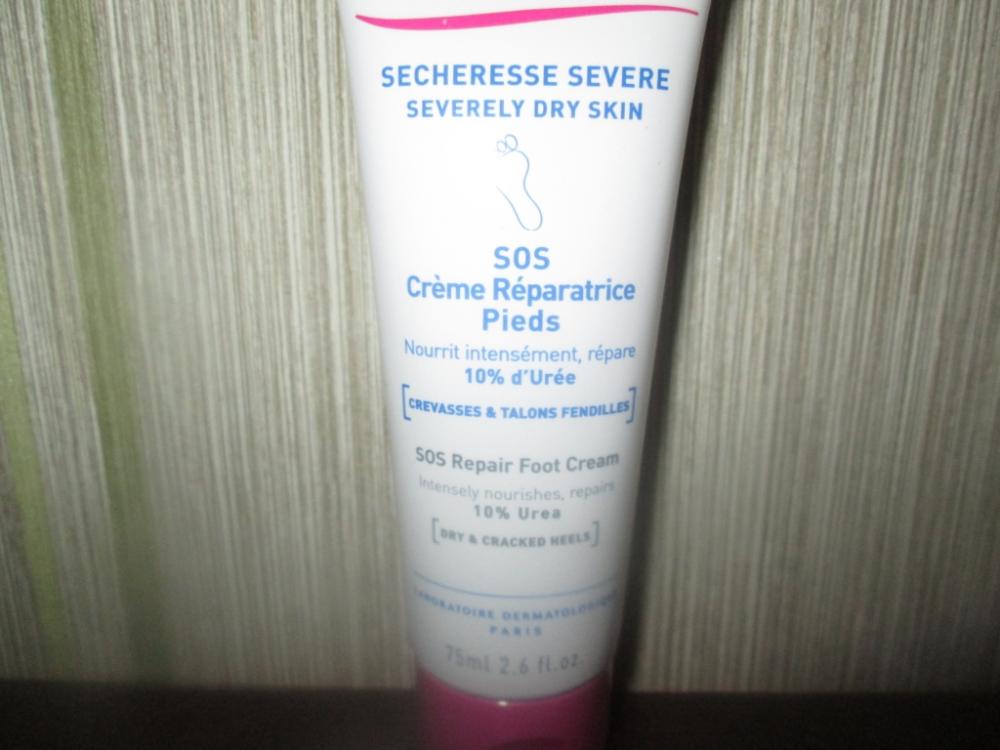 SECHERESSE SEVERE
SEVERELY DRY SKIN
SOS
Crème Réparatrice
Pieds
Nourrit intensément, répare
10% d'Urée
[CREVASSES & TALONS FENDILLES]
SOS Repair Foot Cream
Intensely nourishes, repairs
10% Urea
[DRY & CRACKED HEELS]
LABORATOIRE DERMATOLOGIQUE
PARIS
75ml 2.6 fl.oz.